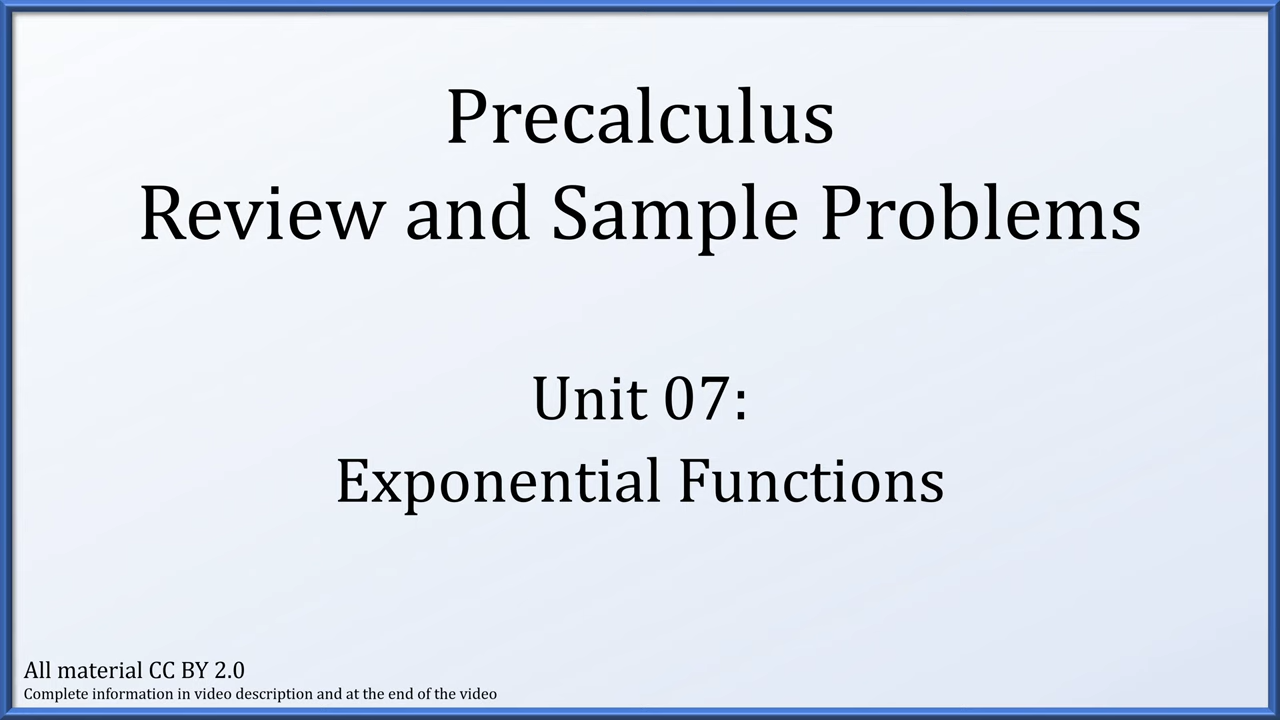 Precalculus
Review and Sample Problems
Unit 07:
Exponential Functions
All material CC BY 2.0
Complete information in video description and at the end of the video